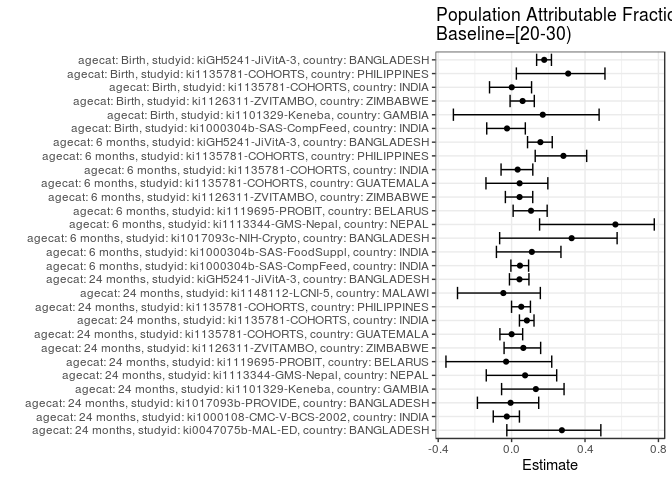 Population Attributable Fractic
Baseline=[20-30)
agecat: Birth, studyid: kiGH5241-JiVitA-3, country: BANGLADESH
agecat: Birth, studyid: ki1135781-COHORTS, country: PHILIPPINES
agecat: Birth, studyid: ki1135781-COHORTS, country: INDIA
agecat: Birth, studyid: ki1126311-ZVITAMBO, country: ZIMBABWE
agecat: Birth, studyid: ki1101329-Keneba, country: GAMBIA
agecat: Birth, studyid: ki1000304b-SAS-CompFeed, country: INDIA
agecat: 6 months, studyid: kiGH5241-JiVitA-3, country: BANGLADESH
agecat: 6 months, studyid: ki1135781-COHORTS, country: PHILIPPINES
agecat: 6 months, studyid: ki1135781-COHORTS, country: INDIA
agecat: 6 months, studyid: ki1135781-COHORTS, country: GUATEMALA
agecat: 6 months, studyid: ki1126311-ZVITAMBO, country: ZIMBABWE
agecat: 6 months, studyid: ki1119695-PROBIT, country: BELARUS
agecat: 6 months, studyid: ki1113344-GMS-Nepal, country: NEPAL
agecat: 6 months, studyid: ki1017093c-NIH-Crypto, country: BANGLADESH
agecat: 6 months, studyid: ki1000304b-SAS-FoodSuppl, country: INDIA
agecat: 6 months, studyid: ki1000304b-SAS-CompFeed, country: INDIA
agecat: 24 months, studyid: kiGH5241-JiVitA-3, country: BANGLADESH
agecat: 24 months, studyid: ki1148112-LCNI-5, country: MALAWI
agecat: 24 months, studyid: ki1135781-COHORTS, country: PHILIPPINES
agecat: 24 months, studyid: ki1135781-COHORTS, country: INDIA
agecat: 24 months, studyid: ki1135781-COHORTS, country: GUATEMALA
agecat: 24 months, studyid: ki1126311-ZVITAMBO, country: ZIMBABWE
agecat: 24 months, studyid: ki1119695-PROBIT, country: BELARUS
agecat: 24 months, studyid: ki1113344-GMS-Nepal, country: NEPAL
agecat: 24 months, studyid: ki1101329-Keneba, country: GAMBIA
agecat: 24 months, studyid: ki1017093b-PROVIDE, country: BANGLADESH
agecat: 24 months, studyid: ki1000108-CMC-V-BCS-2002, country: INDIA
agecat: 24 months, studyid: ki0047075b-MAL-ED, country: BANGLADESH
-0.4 0.0 0.4 0.8
Estimate